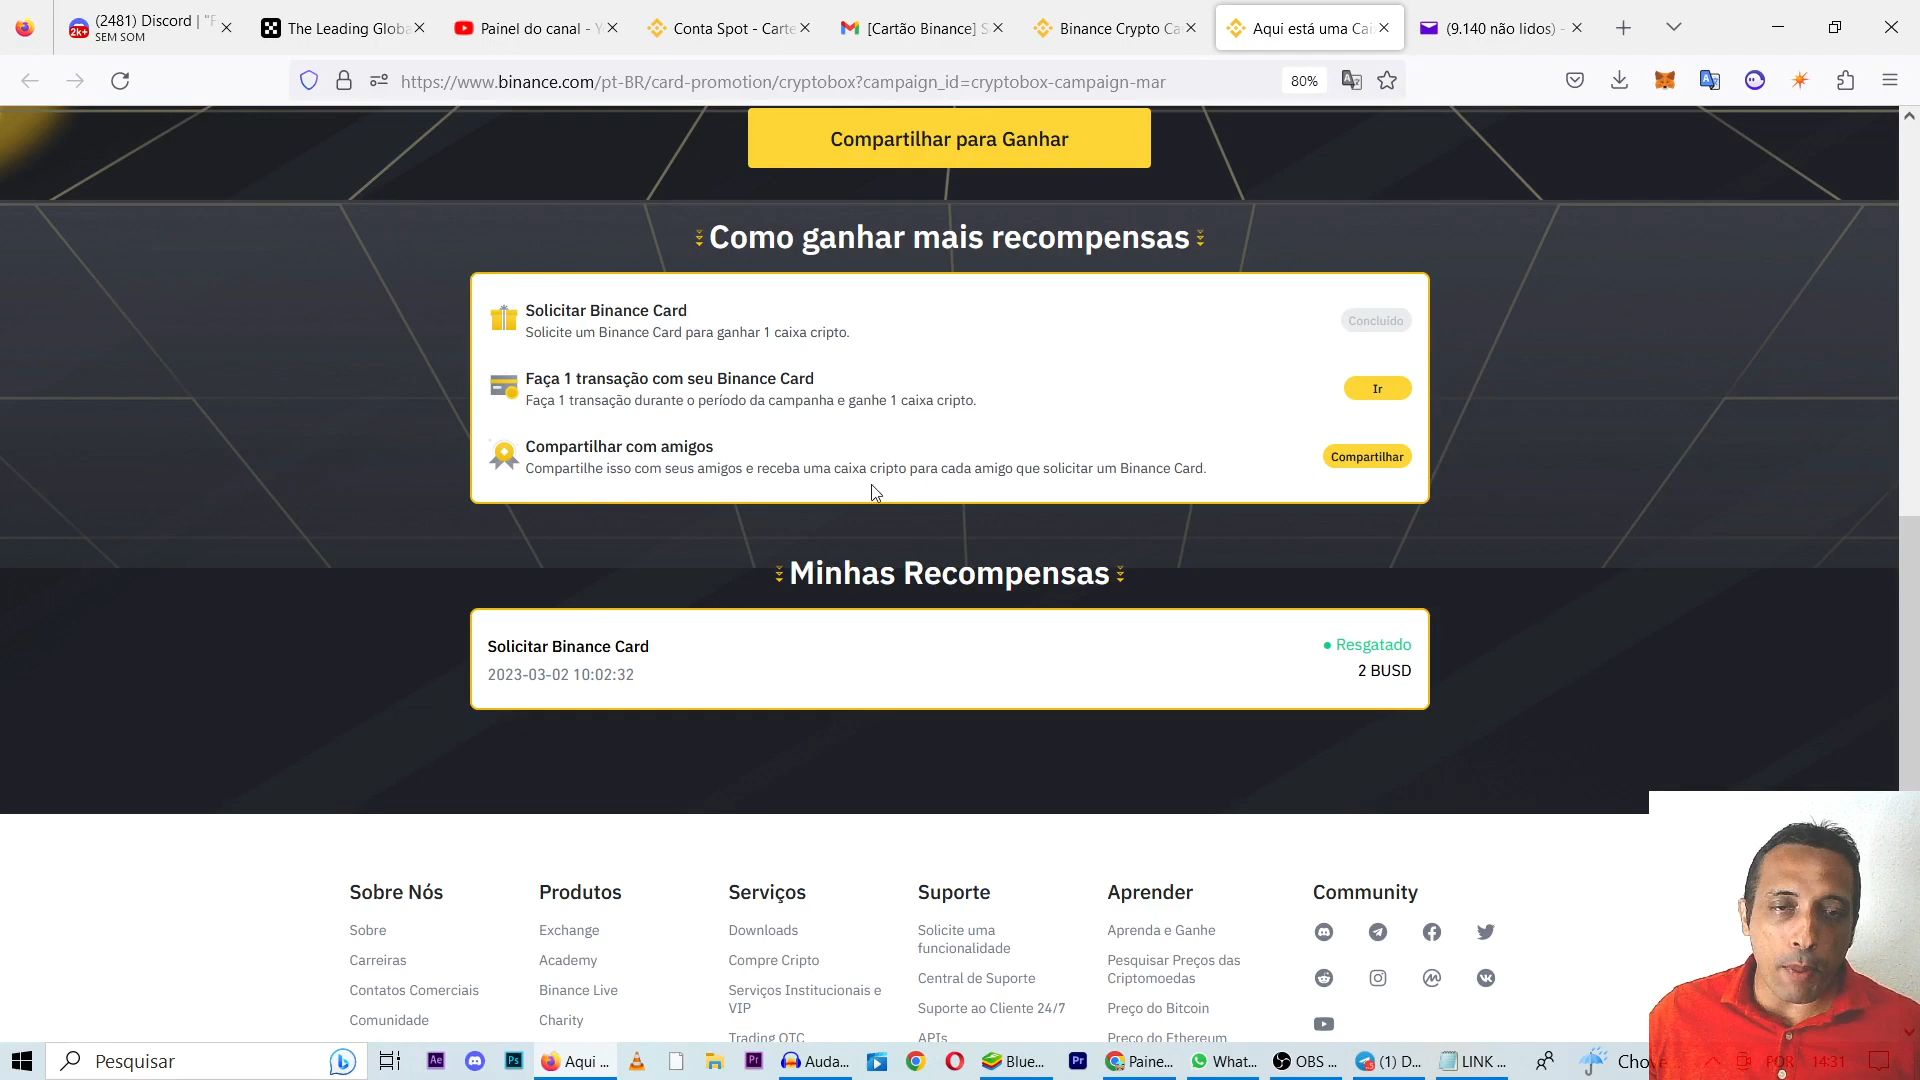 (2481) Discord | "F
SEM SOM
The Leading Globa
Painel do canal - Y
Conta Spot - Carte
[Cartão Binance] S
Binance Crypto Ca
Aqui está uma Cai
(9.140 não lidos) -
https://www.binance.com/pt-BR/card-promotion/cryptobox?campaign_id=cryptobox-campaign-mar
80%
Compartilhar para Ganhar
Como ganhar mais recompensas
Solicitar Binance Card
Solicite um Binance Card para ganhar 1 caixa cripto.
Concluído
Faça 1 transação com seu Binance Card
Faça 1 transação durante o período da campanha e ganhe 1 caixa cripto.
Ir
Compartilhar com amigos
Compartilhe isso com seus amigos e receba uma caixa cripto para cada amigo que solicitar um Binance Card.
Compartilhar
Minhas Recompensas
Solicitar Binance Card
2023-03-02 10:02:32
Resgatado
2 BUSD
Sobre Nós
Sobre
Carreiras
Contatos Comerciais
Comunidade
Produtos
Exchange
Academy
Binance Live
Charity
Serviços
Downloads
Compre Cripto
Serviços Institucionais e
VIP
Trading OTC
Suporte
Solicite uma
funcionalidade
Central de Suporte
Suporte ao Cliente 24/7
APIs
Aprender
Aprenda e Ganhe
Pesquisar Preços das
Criptomoedas
Preço do Bitcoin
Preço do Ethereum
Community
Pesquisar
Aqui ...
Auda...
Blue...
Paine...
What...
OBS ...
(1) D...
LINK ...
Chove
POR
14:31